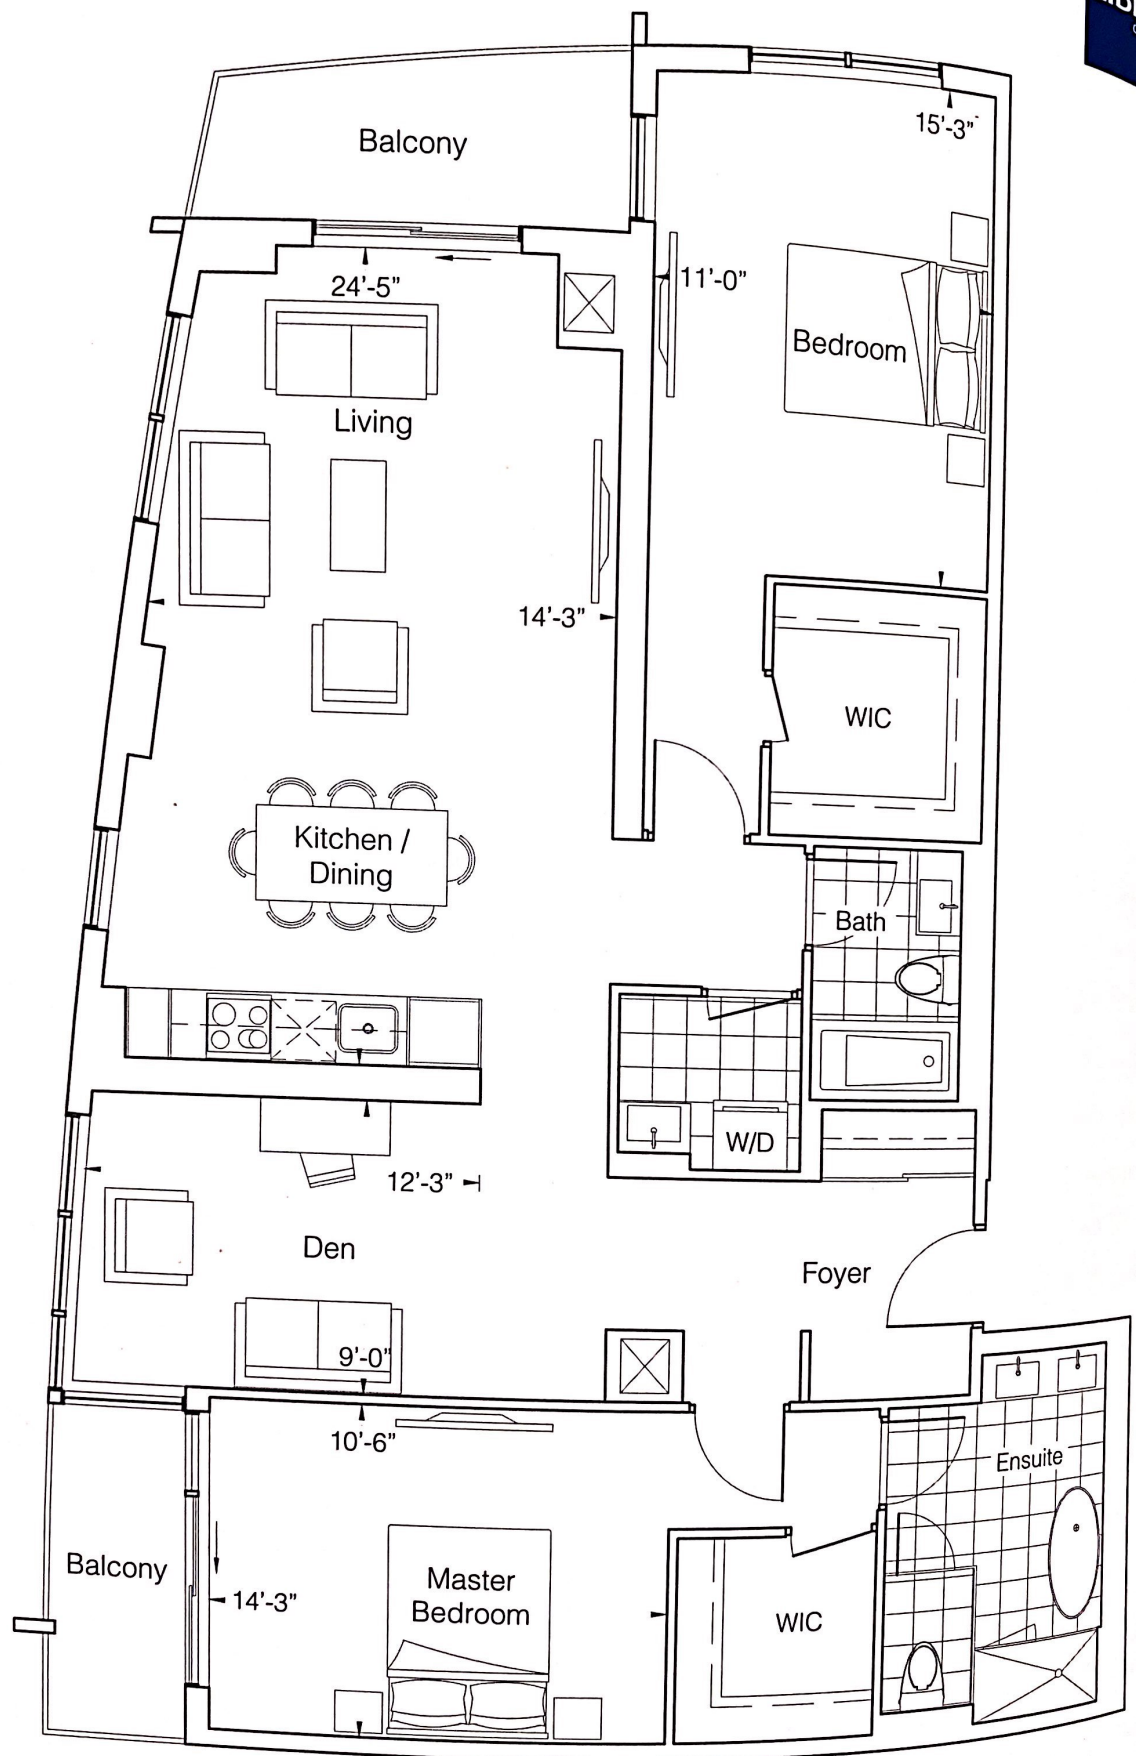 Balcony
15'-3"
24'-5"
11'-0"
Bedroom
Living
14'-3"
WIC
Kitchen /
Dining
Bath
W/D
12'-3"
Den
Foyer
9'-0"
10'-6"
Ensuite
Balcony
Master
Bedroom
14'-3"
WIC